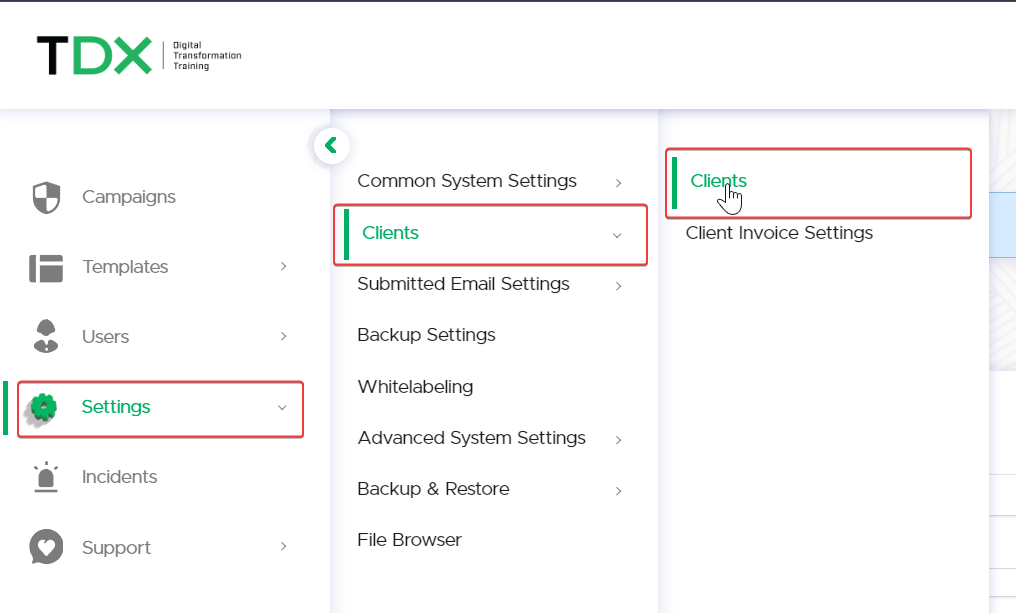 TDX
Digital
Transformation
Training
Campaigns
Templates
Users
Settings
Incidents
Support
Common System Settings
Clients
Submitted Email Settings
Backup Settings
Whitelabeling
Advanced System Settings
Backup & Restore
File Browser
Clients
Client Invoice Settings